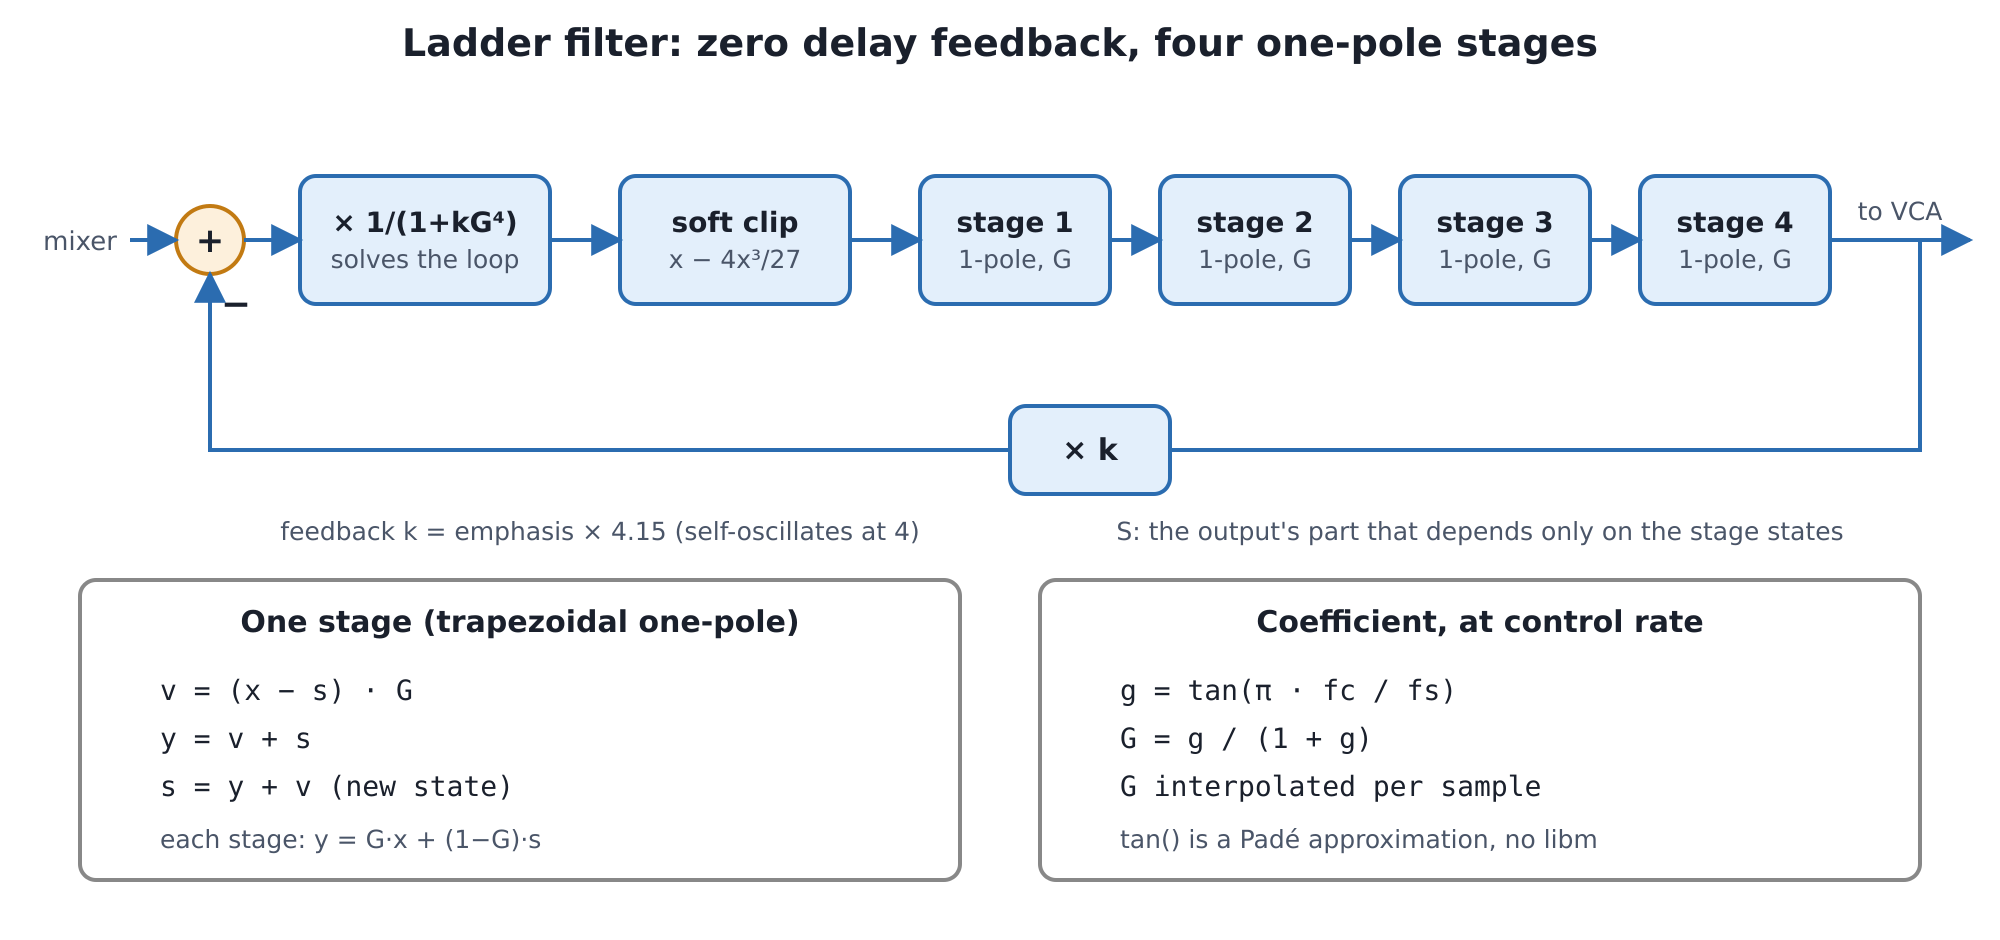 Ladder filter: zero delay feedback, four one-pole stages
mixer
+
−
× 1/(1+kG⁴)
solves the loop
soft clip
x − 4x³/27
stage 1
1-pole, G
stage 2
1-pole, G
stage 3
1-pole, G
stage 4
1-pole, G
to VCA
× k
feedback k = emphasis × 4.15 (self-oscillates at 4)
S: the output's part that depends only on the stage states
One stage (trapezoidal one-pole)
v = (x − s) · G
y = v + s
s = y + v (new state)
each stage: y = G·x + (1−G)·s
Coefficient, at control rate
g = tan(π · fc / fs)
G = g / (1 + g)
G interpolated per sample
tan() is a Padé approximation, no libm